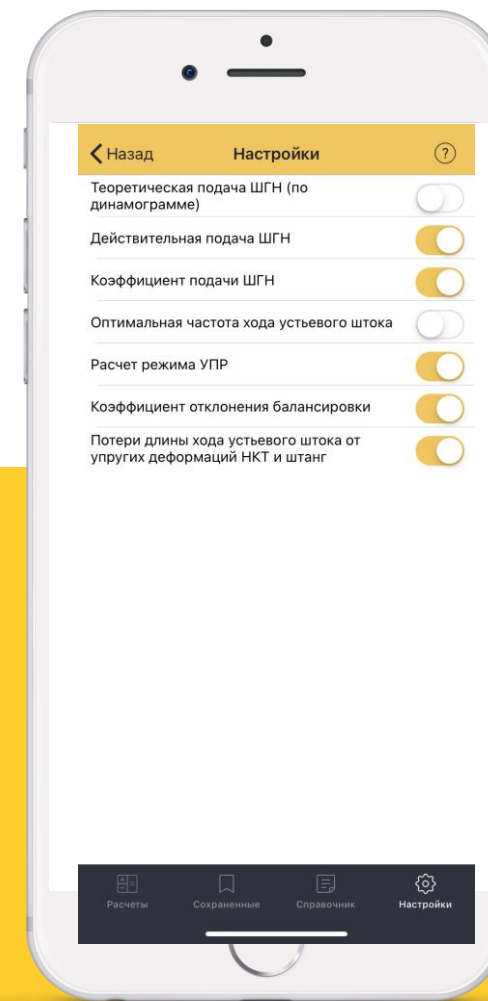 Назад
Настройки
?
Теоретическая подача ШГН (по
динамограмме)
Действительная подача ШГН
Коэффициент подачи ШГН
Оптимальная частота хода устьевого штока
Расчет режима УПР
Коэффициент отклонения балансировки
Потери длины хода устьевого штока от
упругих деформаций НКТ и штанг
Расчеты
Сохраненные
Справочник
Настройки